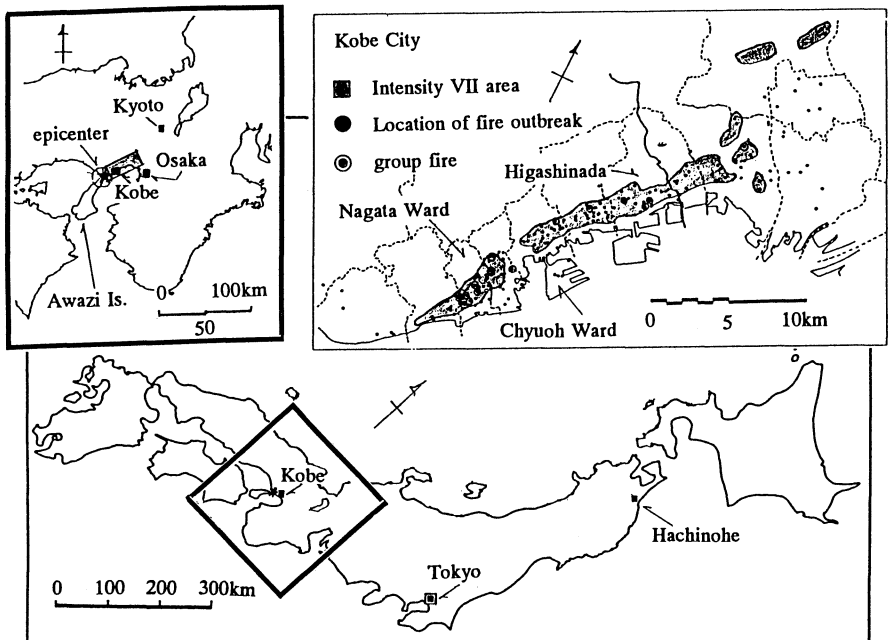 Kyoto
epicenter
Osaka
Kobe
Awazi Is.
0 100km
50
Kobe City
Intensity VII area
Location of fire outbreak
group fire
Higashinada
Nagata Ward
Chyuoh Ward
0 5 10km
Kobe
Hachinohe
Tokyo
0 100 200 300km